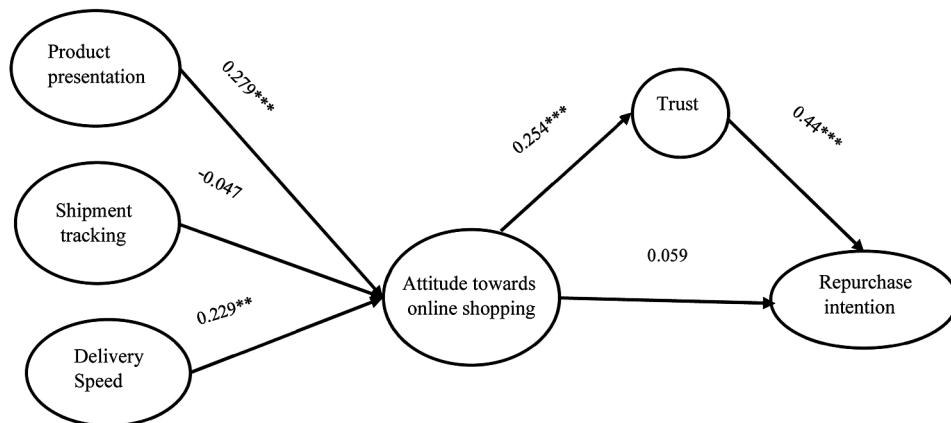 Product
presentation
0.279***
Trust
0.254***
0.44***
-0.047
Shipment
tracking
Attitude towards
online shopping
0.059
Repurchase
intention
0.229**
Delivery
Speed